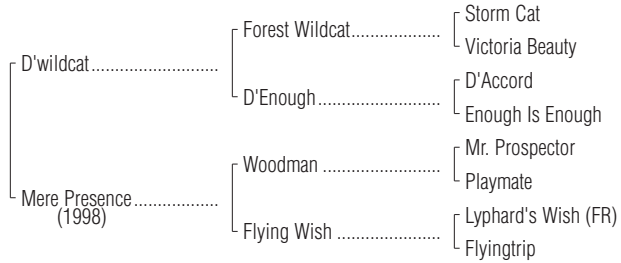 Storm Cat
Forest Wildcat....................
Victoria Beauty
D'wildcat.............................
D'Accord
D'Enough............................
Enough Is Enough
Mr. Prospector
Woodman ...........................
Playmate
Mere Presence...................
(1998)
Lyphard's Wish (FR)
Flying Wish ........................
Flyingtrip